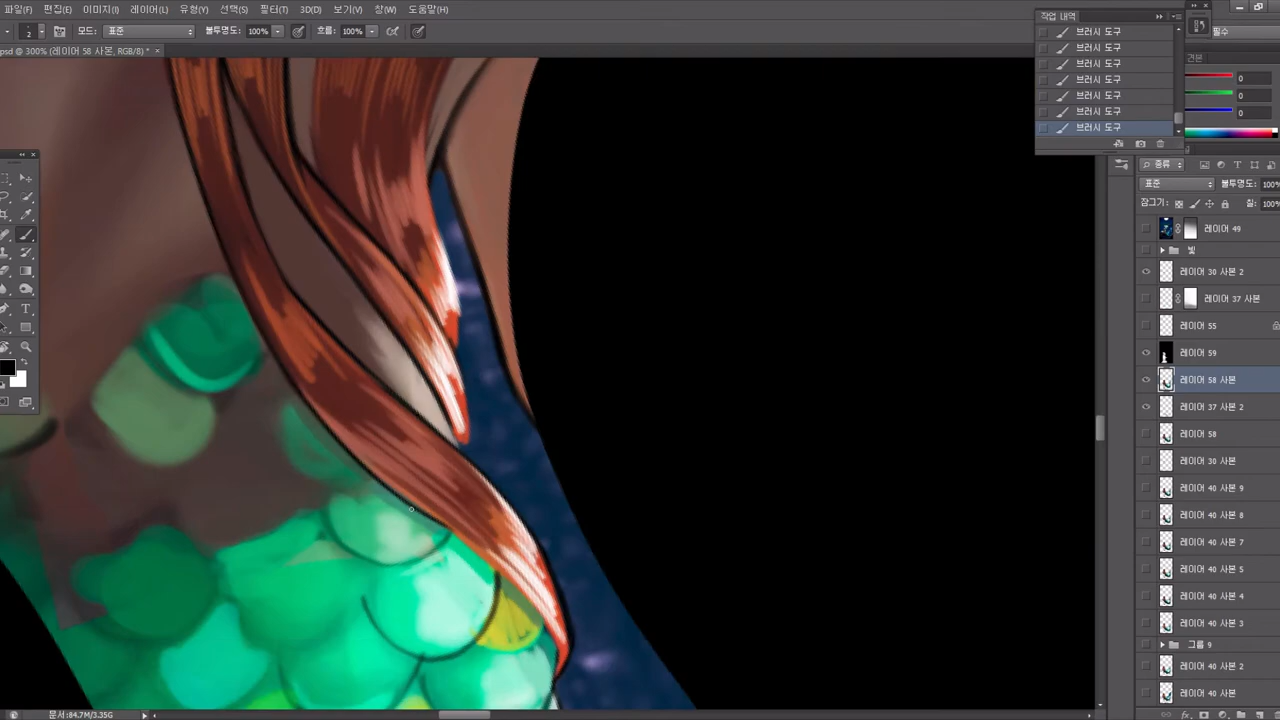 파일(F) 편집(E) 이미지(I) 레이어(L) 유형(Y) 선택(S) 필터(T) 3D(D) 보기(V) 창(W) 도움말(H)
2 모드: 표준 불투명도: 100% 흐름: 100%
psd @ 300% (레이어 58 사본, RGB/8) * ×
작업 내역
브러시 도구
브러시 도구
브러시 도구
브러시 도구
브러시 도구
브러시 도구
브러시 도구
필수
견본
0
0
0
종류
표준 불투명도: 100%
잠그기: 칠: 100%
레이어 49
빛
레이어 30 사본 2
레이어 37 사본
레이어 55
레이어 59
레이어 58 사본
레이어 37 사본 2
레이어 58
레이어 30 사본
레이어 40 사본 9
레이어 40 사본 8
레이어 40 사본 7
레이어 40 사본 5
레이어 40 사본 4
레이어 40 사본 3
그룹 9
레이어 40 사본 2
레이어 40 사본
문서:84.7M/3.35G